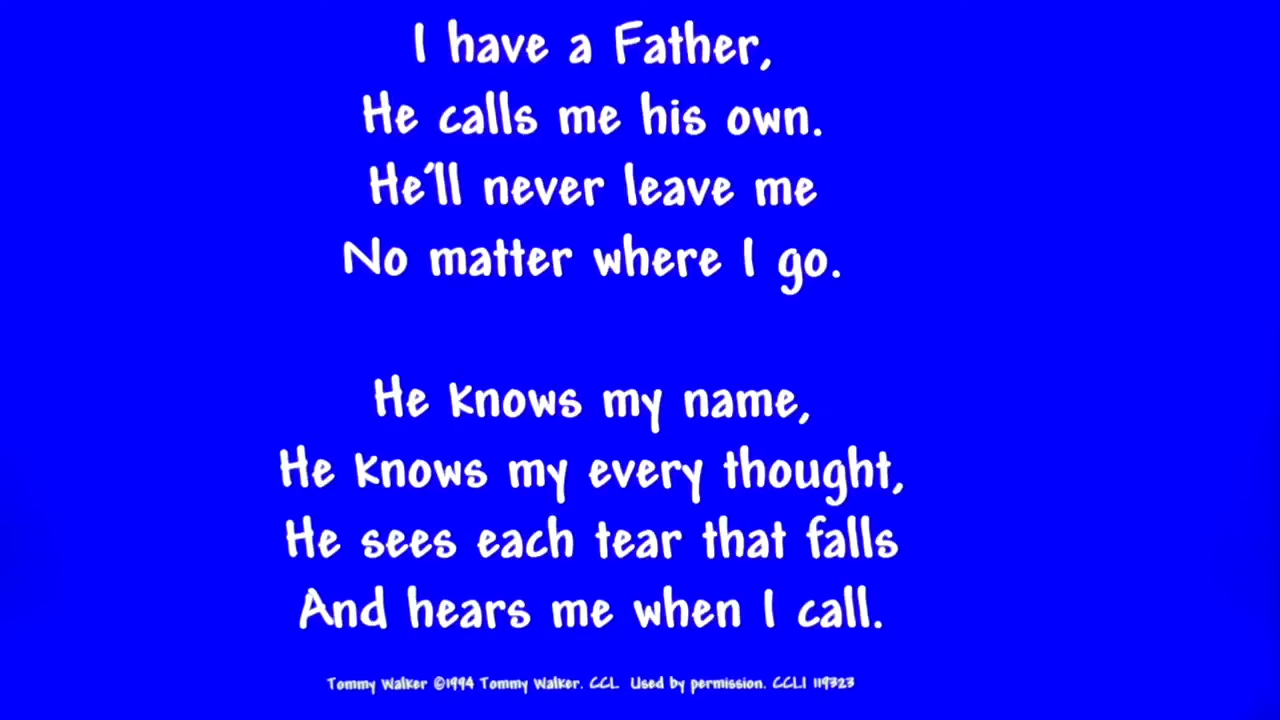 I have a Father,
He calls me his own.
He'll never leave me
No matter where I go.
He knows my name,
He knows my every thought,
He sees each tear that falls
And hears me when I call.
Tommy Walker ©1994 Tommy Walker. CCL. Used by permission. CCLI 119323